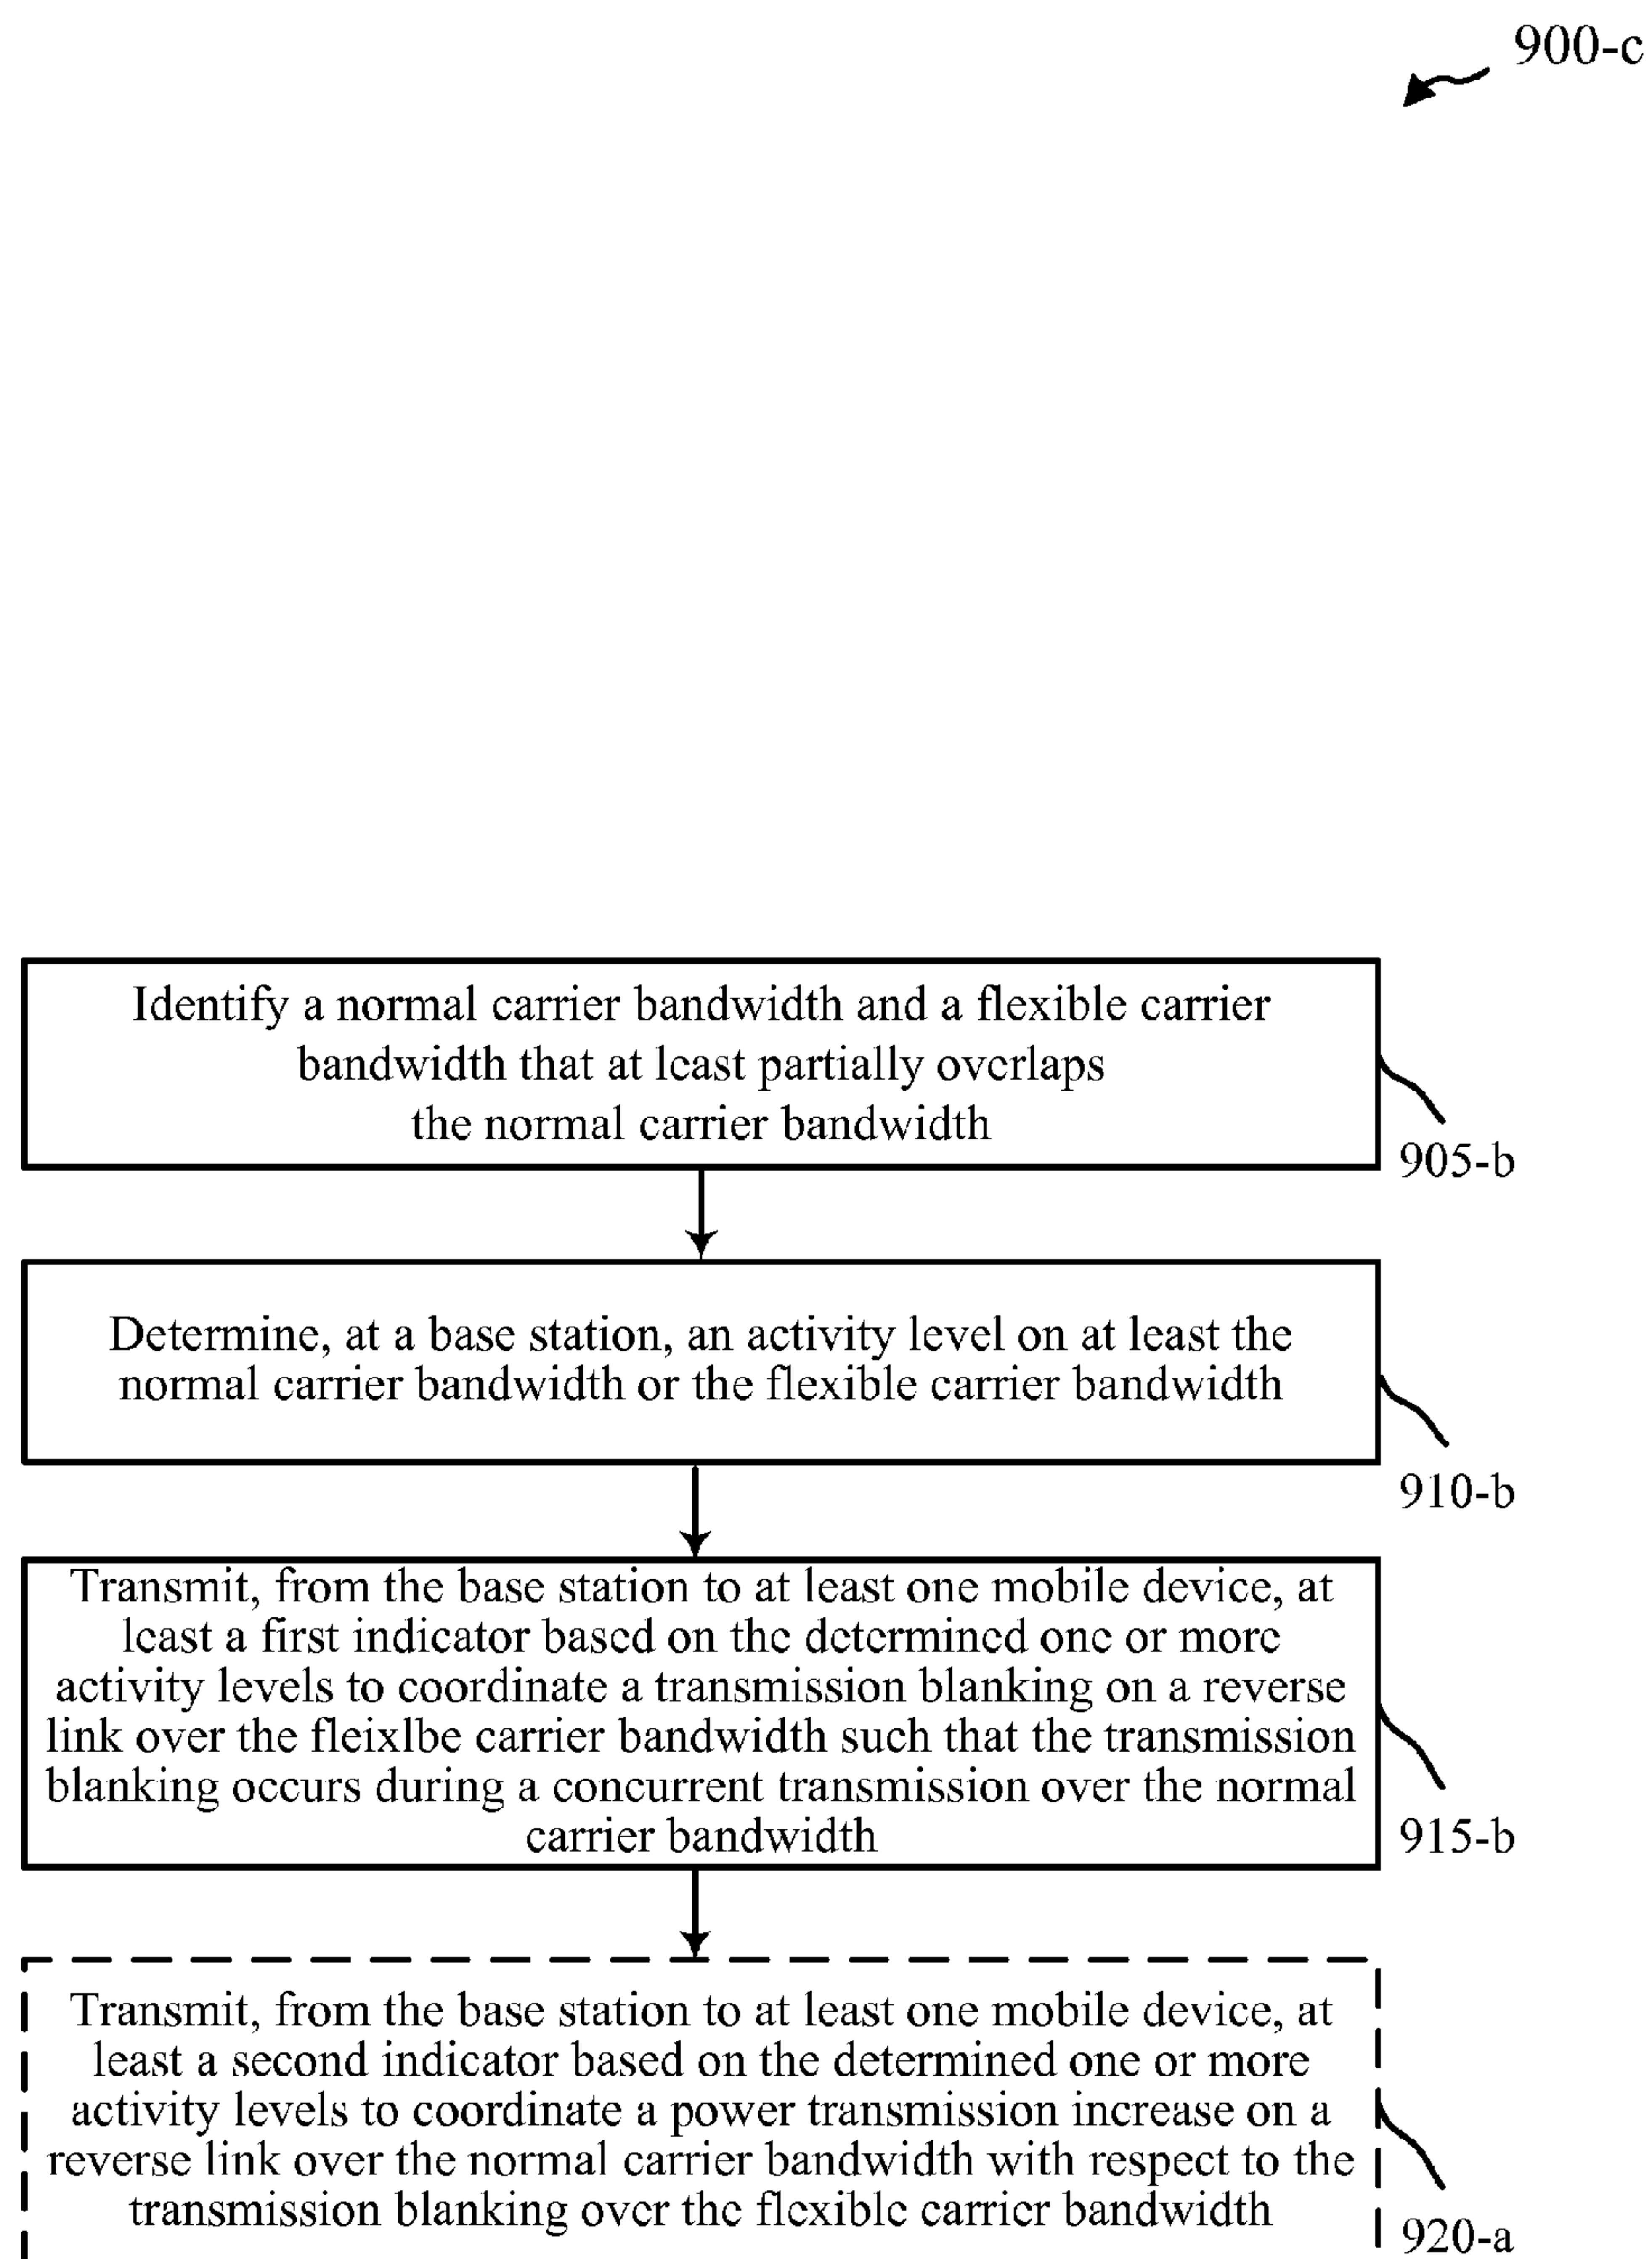 900-c
Identify a normal carrier bandwidth and a flexible carrier
bandwidth that at least partially overlaps
the normal carrier bandwidth
905-b
Determine, at a base station, an activity level on at least the
normal carrier bandwidth or the flexible carrier bandwidth
910-b
Transmit, from the base station to at least one mobile device, at
least a first indicator based on the determined one or more
activity levels to coordinate a transmission blanking on a reverse
link over the fleixlbe carrier bandwidth such that the transmission
blanking occurs during a concurrent transmission over the normal
carrier bandwidth
915-b
Transmit, from the base station to at least one mobile device, at
least a second indicator based on the determined one or more
activity levels to coordinate a power transmission increase on a
reverse link over the normal carrier bandwidth with respect to the
transmission blanking over the flexible carrier bandwidth
920-a